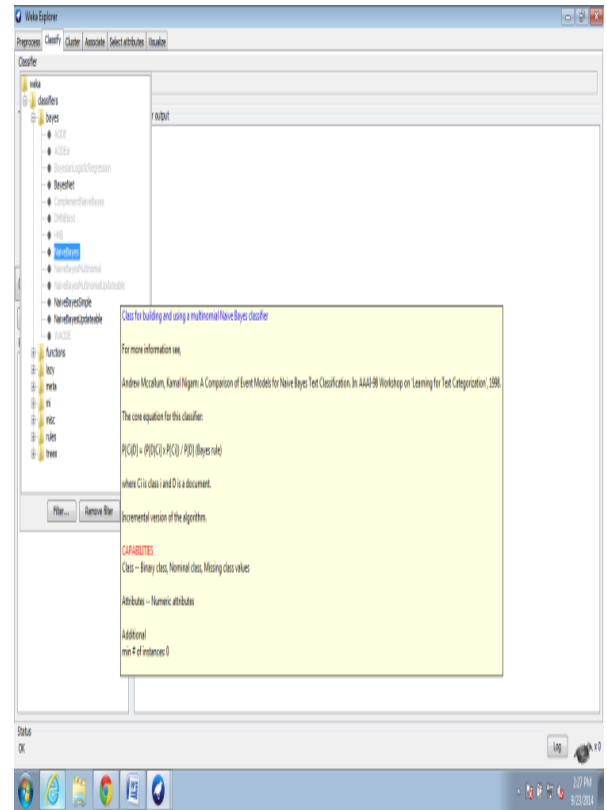 Weka Explorer
Preprocess Classify Cluster Associate Select attributes Visualize
Classifier
weka
classifiers
bayes
r output
AODE
AODEsr
BayesianLogisticRegression
BayesNet
ComplementNaiveBayes
DMNBtext
HNB
NaiveBayes
NaiveBayesMultinomial
NaiveBayesMultinomialUpdateable
NaiveBayesSimple
NaiveBayesUpdateable
WAODE
functions
lazy
meta
mi
misc
rules
trees
Filter... Remove filter
Class for building and using a multinomial Naive Bayes classifier
For more information see,
Andrew Mccallum, Kamal Nigam: A Comparison of Event Models for Naive Bayes Text Classification. In: AAAI-98 Workshop on 'Learning for Text Categorization', 1998.
The core equation for this classifier:
P[Ci|D] = (P[D|Ci] x P[Ci]) / P[D] (Bayes rule)
where Ci is class i and D is a document.
Incremental version of the algorithm.
CAPABILITIES
Class -- Binary class, Nominal class, Missing class values
Attributes -- Numeric attributes
Additional
min # of instances: 0
Status
OK
Log
x 0
2:27 PM
9/23/2014